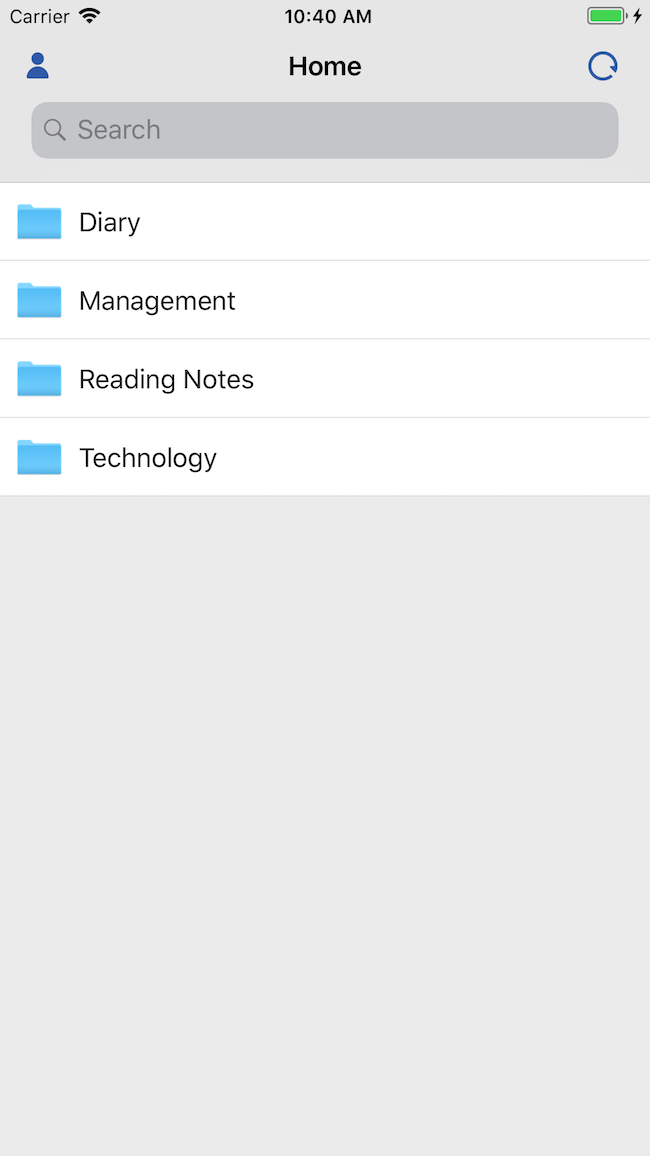 Carrier 10:40 AM
Home
Search
Diary
Management
Reading Notes
Technology